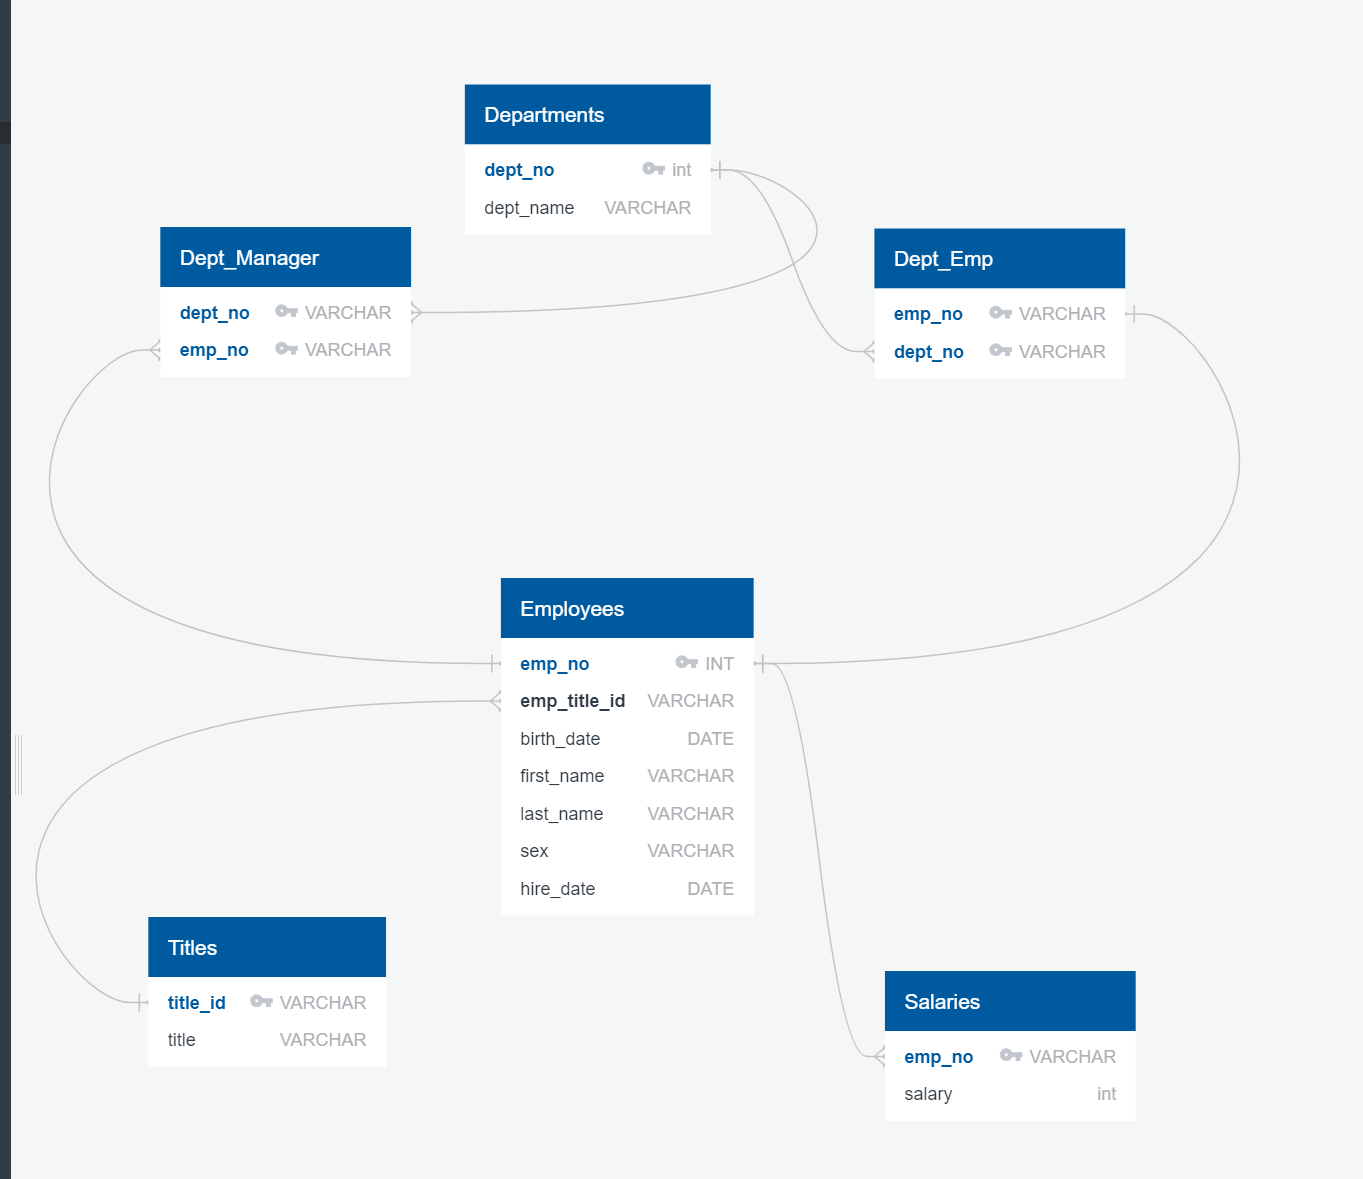 Departments
dept_no int
dept_name VARCHAR
Dept_Manager
dept_no VARCHAR
emp_no VARCHAR
Dept_Emp
emp_no VARCHAR
dept_no VARCHAR
Employees
emp_no INT
emp_title_id VARCHAR
birth_date DATE
first_name VARCHAR
last_name VARCHAR
sex VARCHAR
hire_date DATE
Titles
title_id VARCHAR
title VARCHAR
Salaries
emp_no VARCHAR
salary int